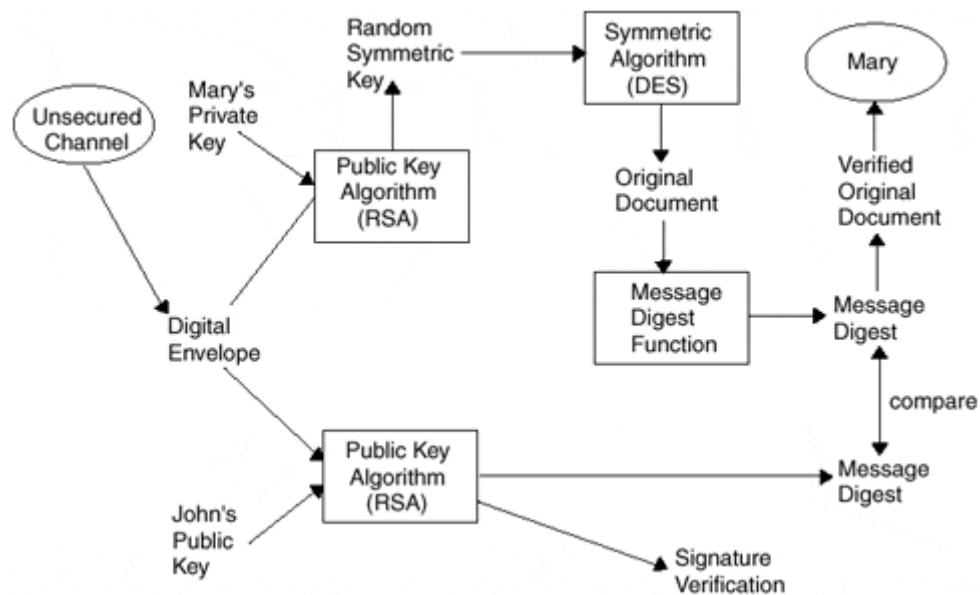 Random
Symmetric
Key
Symmetric
Algorithm
(DES)
Mary
Unsecured
Channel
Mary's
Private
Key
Public Key
Algorithm
(RSA)
Original
Document
Verified
Original
Document
Digital
Envelope
Message
Digest
Function
Message
Digest
compare
Public Key
Algorithm
(RSA)
Message
Digest
John's
Public
Key
Signature
Verification